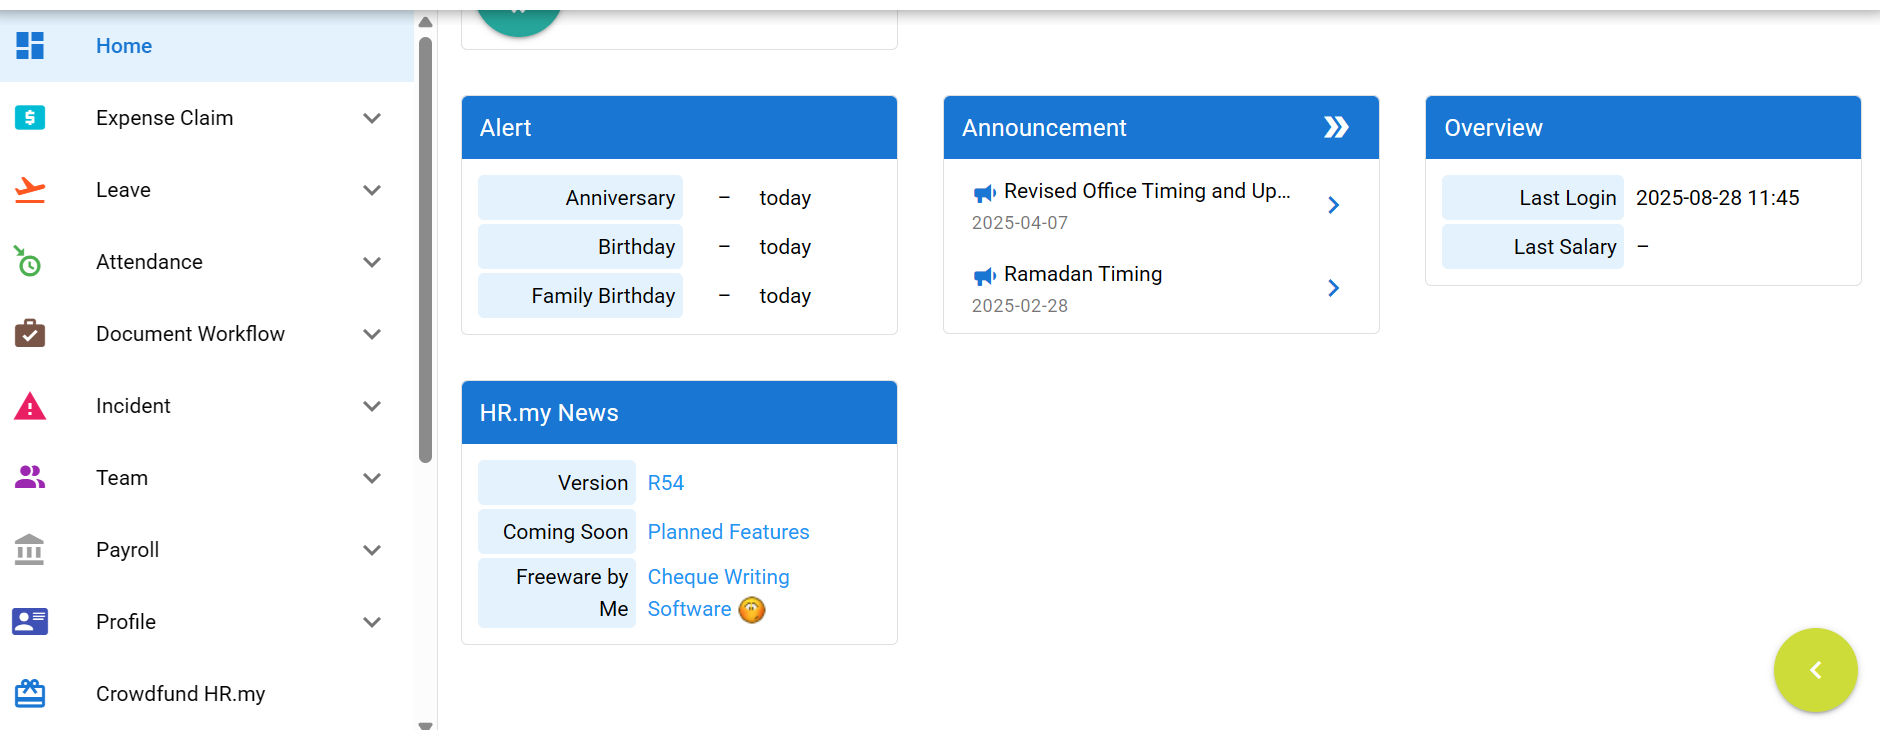 Home
Expense Claim
Leave
Attendance
Document Workflow
Incident
Team
Payroll
Profile
Crowdfund HR.my
Alert
Anniversary – today
Birthday – today
Family Birthday – today
Announcement
Revised Office Timing and Up...
2025-04-07
Ramadan Timing
2025-02-28
Overview
Last Login 2025-08-28 11:45
Last Salary –
HR.my News
Version R54
Coming Soon Planned Features
Freeware by Cheque Writing
Me Software